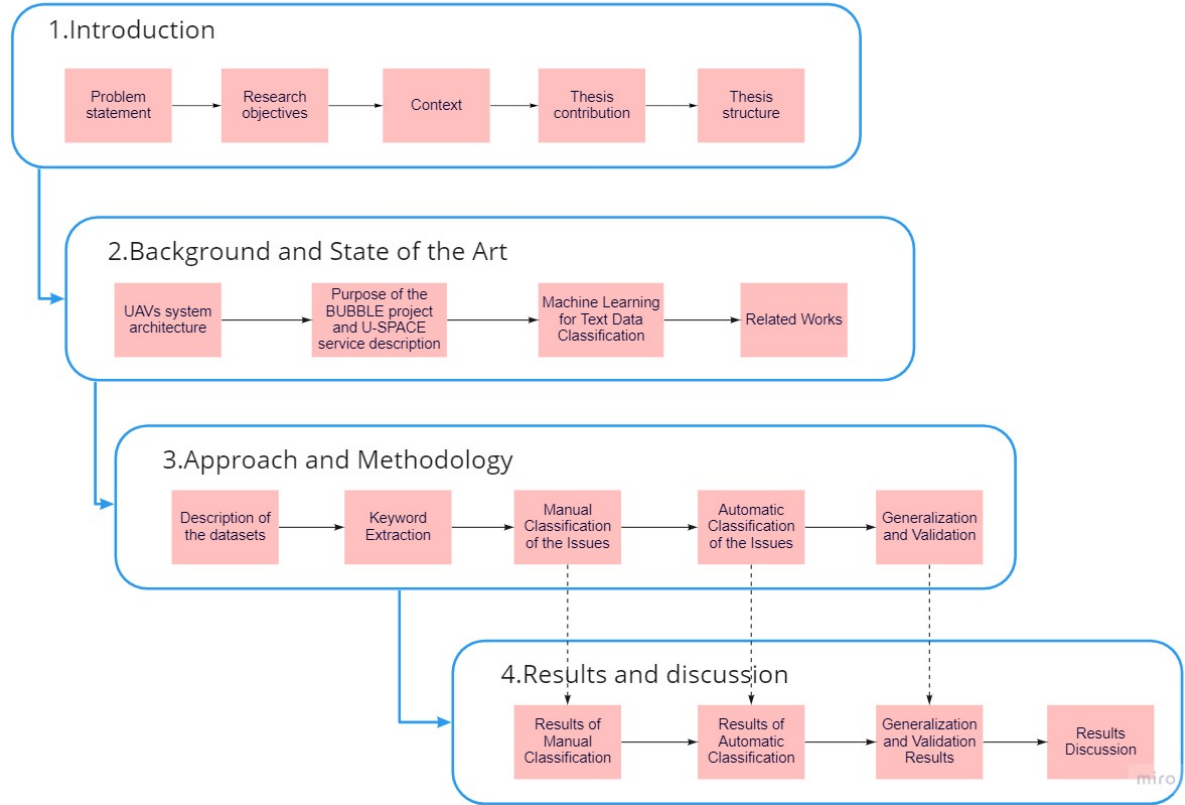 1.Introduction
Problem
statement
Research
objectives
Context
Thesis
contribution
Thesis
structure
2.Background and State of the Art
UAVs system
architecture
Purpose of the
BUBBLE project
and U-SPACE
service description
Machine Learning
for Text Data
Classification
Related Works
3.Approach and Methodology
Description of
the datasets
Keyword
Extraction
Manual
Classification
of the Issues
Automatic
Classification
of the Issues
Generalization
and Validation
4.Results and discussion
Results of
Manual
Classification
Results of
Automatic
Classification
Generalization
and Validation
Results
Results
Discussion
miro